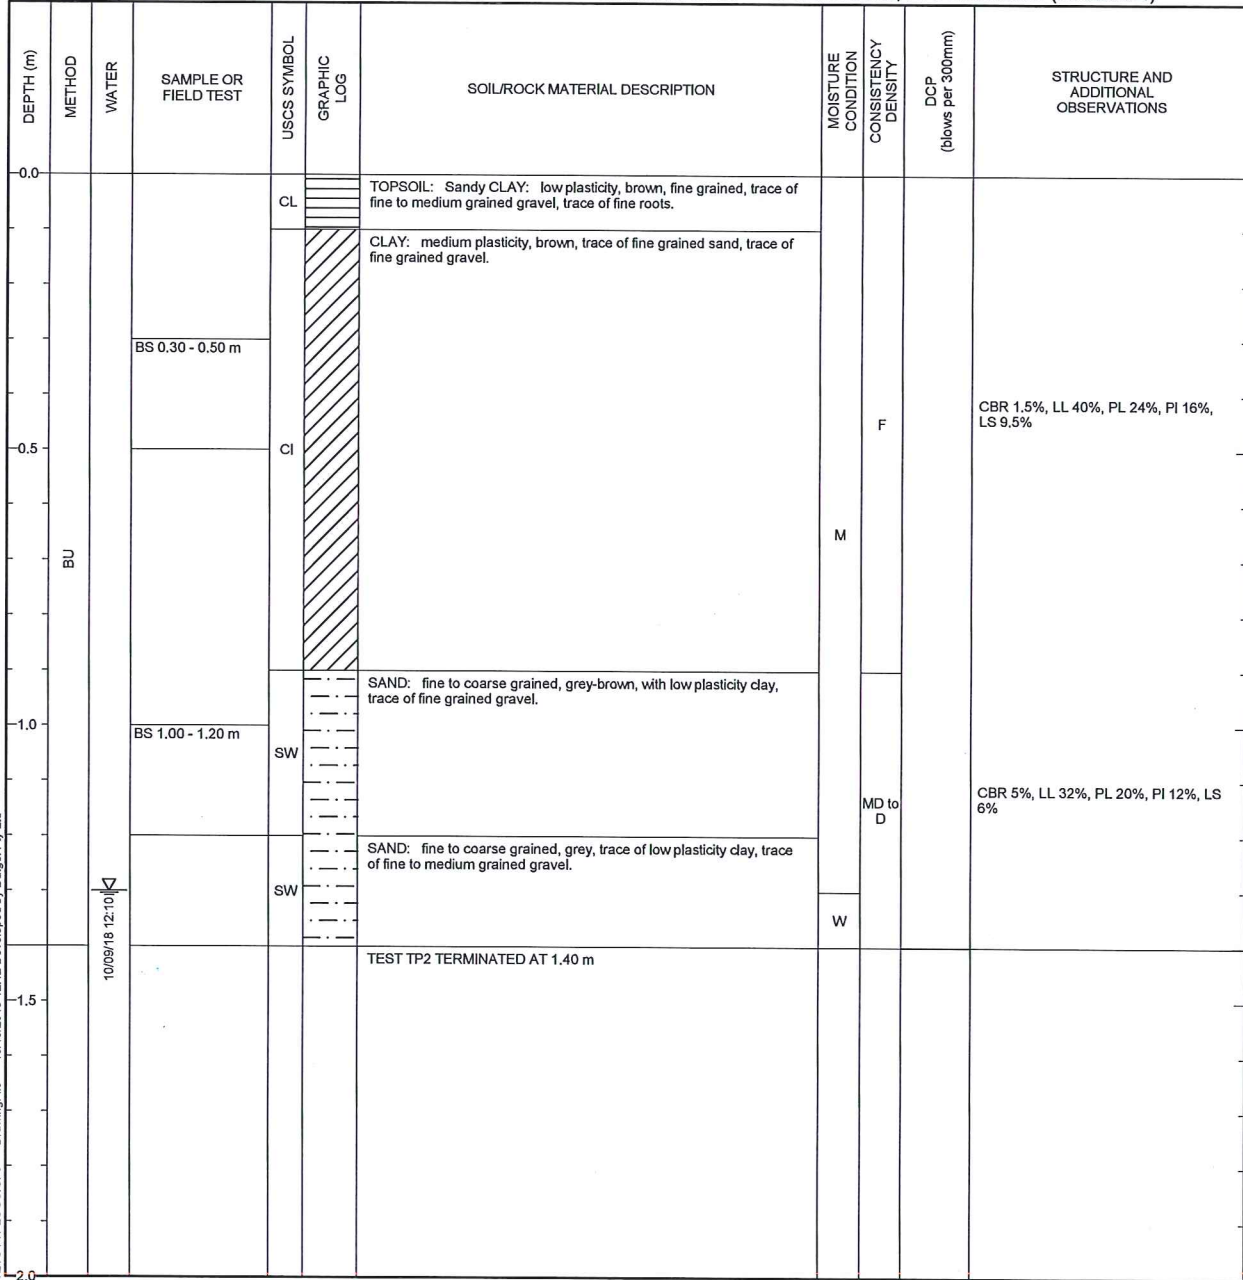 DEPTH (m)
METHOD
WATER
SAMPLE OR
FIELD TEST
USCS SYMBOL
GRAPHIC
LOG
SOIL/ROCK MATERIAL DESCRIPTION
MOISTURE
CONDITION
CONSISTENCY
DENSITY
DCP
(blows per 300mm)
STRUCTURE AND
ADDITIONAL
OBSERVATIONS
0.0
CL
TOPSOIL: Sandy CLAY: low plasticity, brown, fine grained, trace of
fine to medium grained gravel, trace of fine roots.
CLAY: medium plasticity, brown, trace of fine grained sand, trace of
fine grained gravel.
BS 0.30 - 0.50 m
CBR 1.5%, LL 40%, PL 24%, PI 16%,
LS 9.5%
F
0.5
CI
M
BU
SAND: fine to coarse grained, grey-brown, with low plasticity clay,
trace of fine grained gravel.
1.0
BS 1.00 - 1.20 m
SW
CBR 5%, LL 32%, PL 20%, PI 12%, LS
6%
MD to
D
SAND: fine to coarse grained, grey, trace of low plasticity clay, trace
of fine to medium grained gravel.
SW
W
10/09/18 12:10
TEST TP2 TERMINATED AT 1.40 m
1.5
2.0